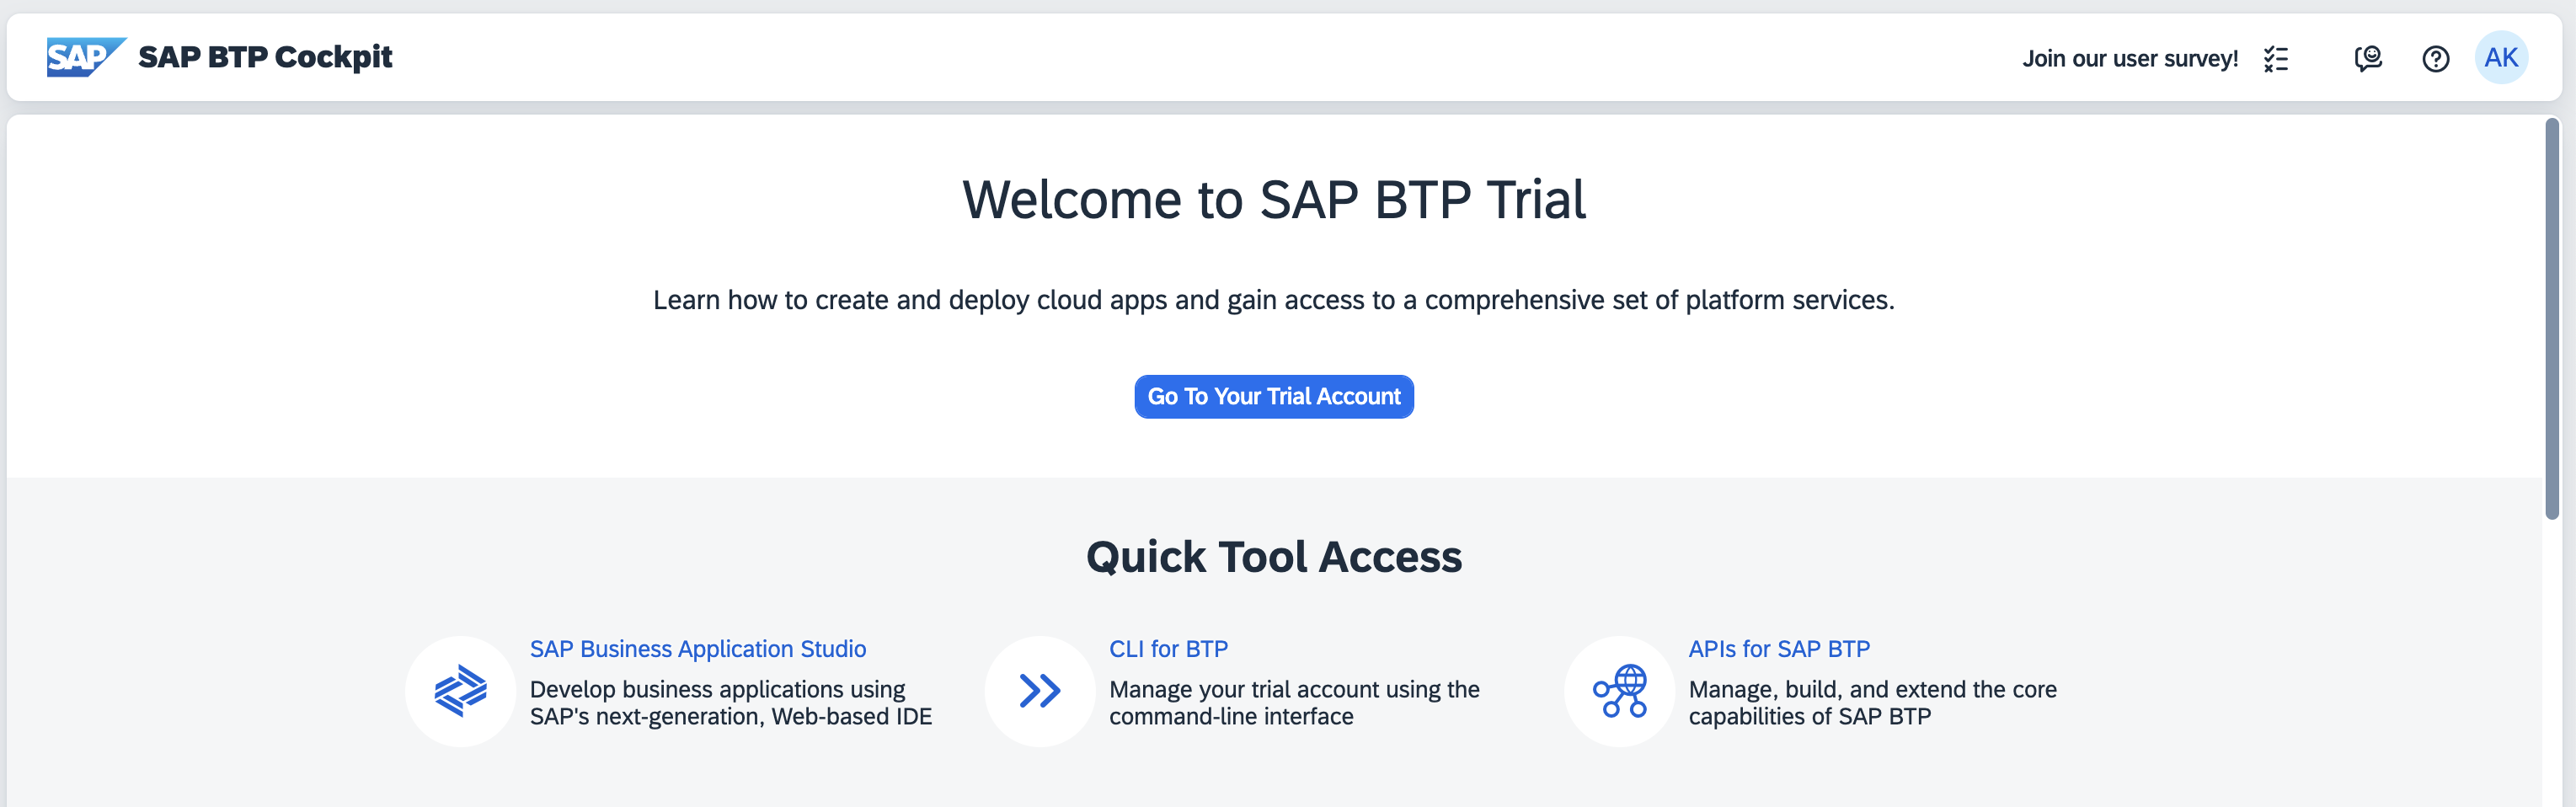 SAP SAP BTP Cockpit
Join our user survey!
AK
Welcome to SAP BTP Trial
Learn how to create and deploy cloud apps and gain access to a comprehensive set of platform services.
Go To Your Trial Account
Quick Tool Access
SAP Business Application Studio
Develop business applications using
SAP's next-generation, Web-based IDE
CLI for BTP
Manage your trial account using the
command-line interface
APIs for SAP BTP
Manage, build, and extend the core
capabilities of SAP BTP